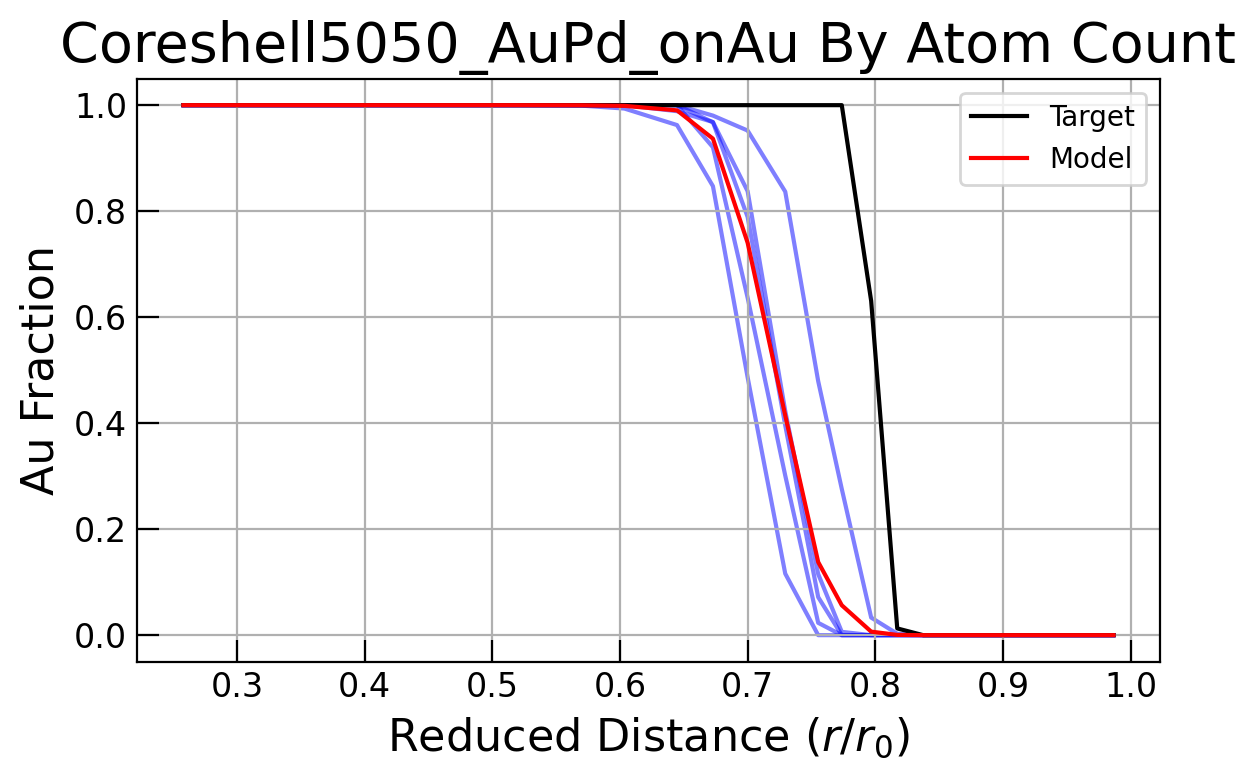 Coreshell5050_AuPd_onAu By Atom Count
Target
Model
Au Fraction
1.0
0.8
0.6
0.4
0.2
0.0
0.3 0.4 0.5 0.6 0.7 0.8 0.9 1.0
Reduced Distance (r/r₀)